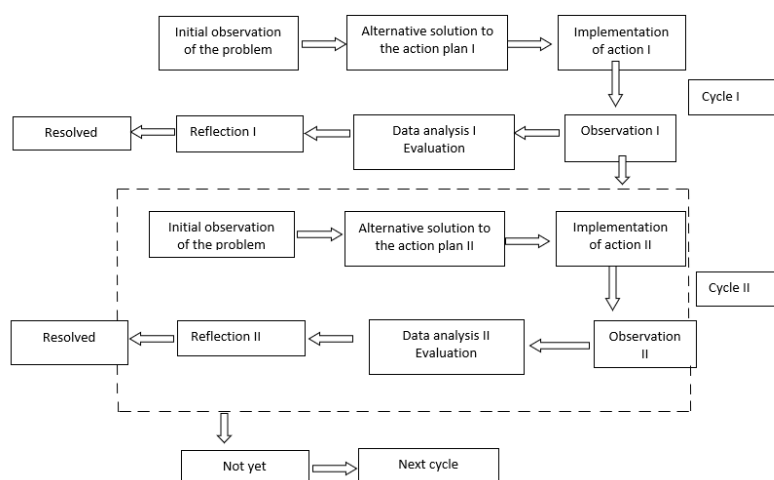 Initial observation
of the problem
Alternative solution to
the action plan I
Implementation
of action I
Cycle I
Resolved
Reflection I
Data analysis I
Evaluation
Observation I
Initial observation
of the problem
Alternative solution to
the action plan II
Implementation
of action II
Cycle II
Resolved
Reflection II
Data analysis II
Evaluation
Observation
II
Not yet
Next cycle